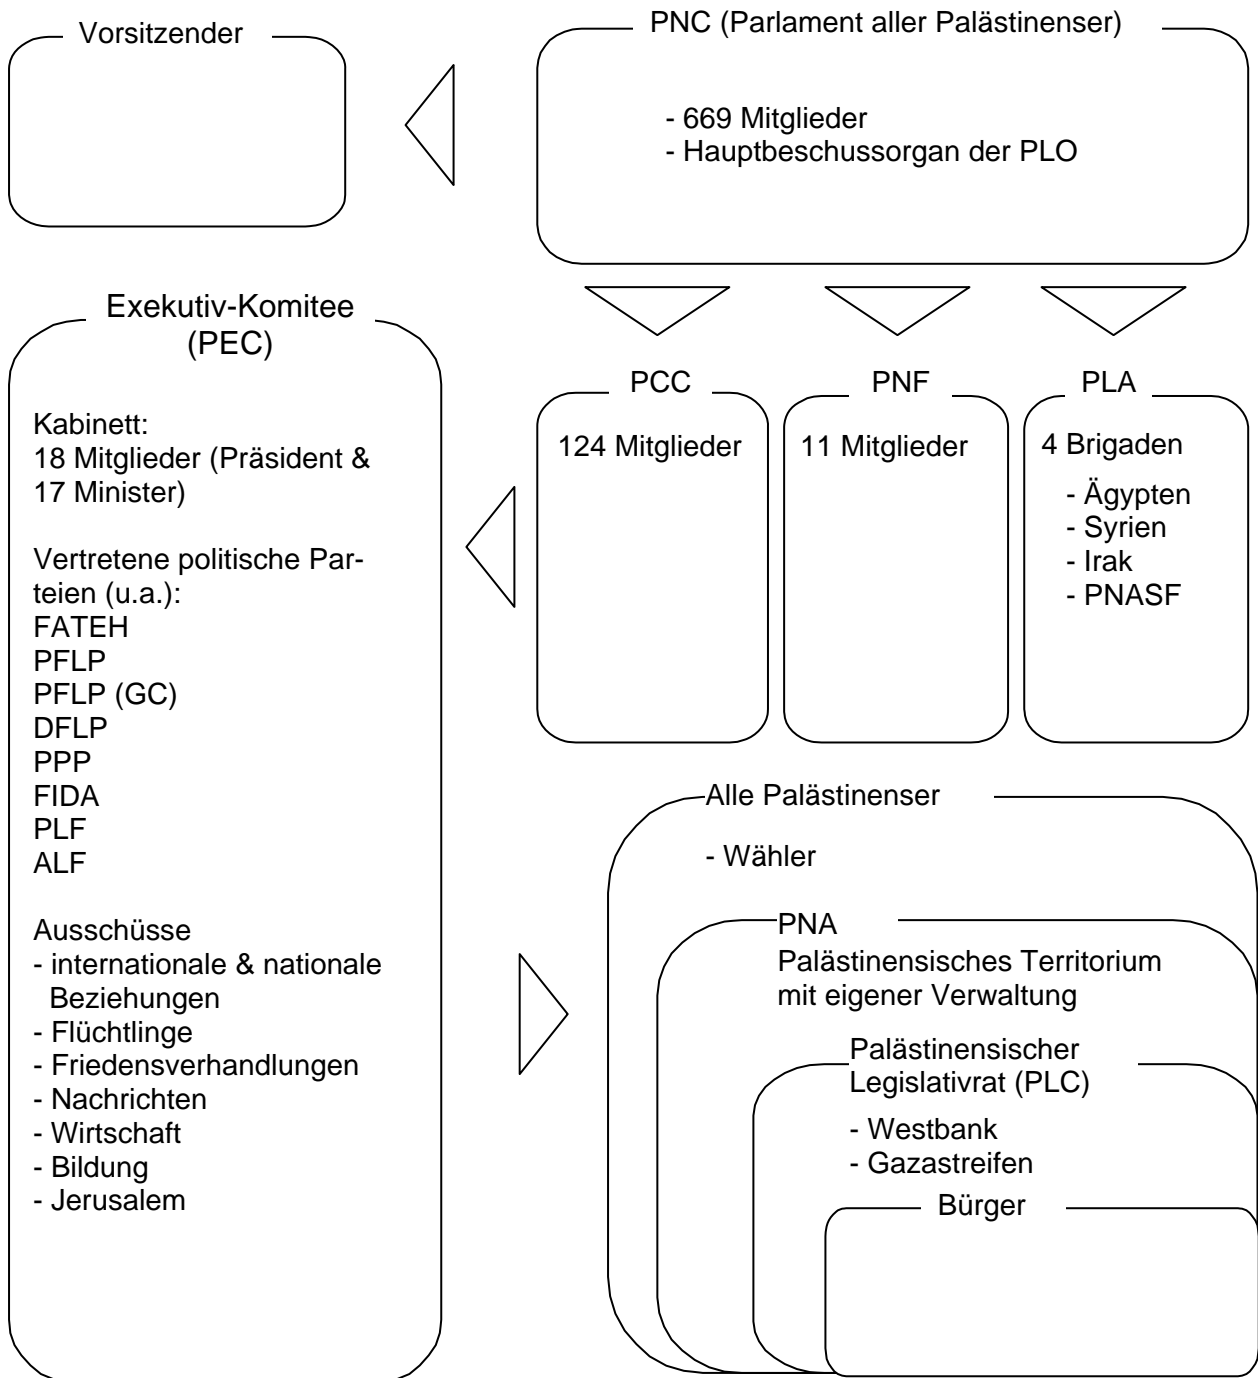 Vorsitzender
PNC (Parlament aller Palästinenser)
- 669 Mitglieder
- Hauptbeschussorgan der PLO
Exekutiv-Komitee
(PEC)
Kabinett:
18 Mitglieder (Präsident &
17 Minister)
Vertretene politische Par-
teien (u.a.):
FATEH
PFLP
PFLP (GC)
DFLP
PPP
FIDA
PLF
ALF
Ausschüsse
- internationale & nationale
Beziehungen
- Flüchtlinge
- Friedensverhandlungen
- Nachrichten
- Wirtschaft
- Bildung
- Jerusalem
PCC
124 Mitglieder
PNF
11 Mitglieder
PLA
4 Brigaden
- Ägypten
- Syrien
- Irak
- PNASF
Alle Palästinenser
- Wähler
PNA
Palästinensisches Territorium
mit eigener Verwaltung
Palästinensischer
Legislativrat (PLC)
- Westbank
- Gazastreifen
Bürger